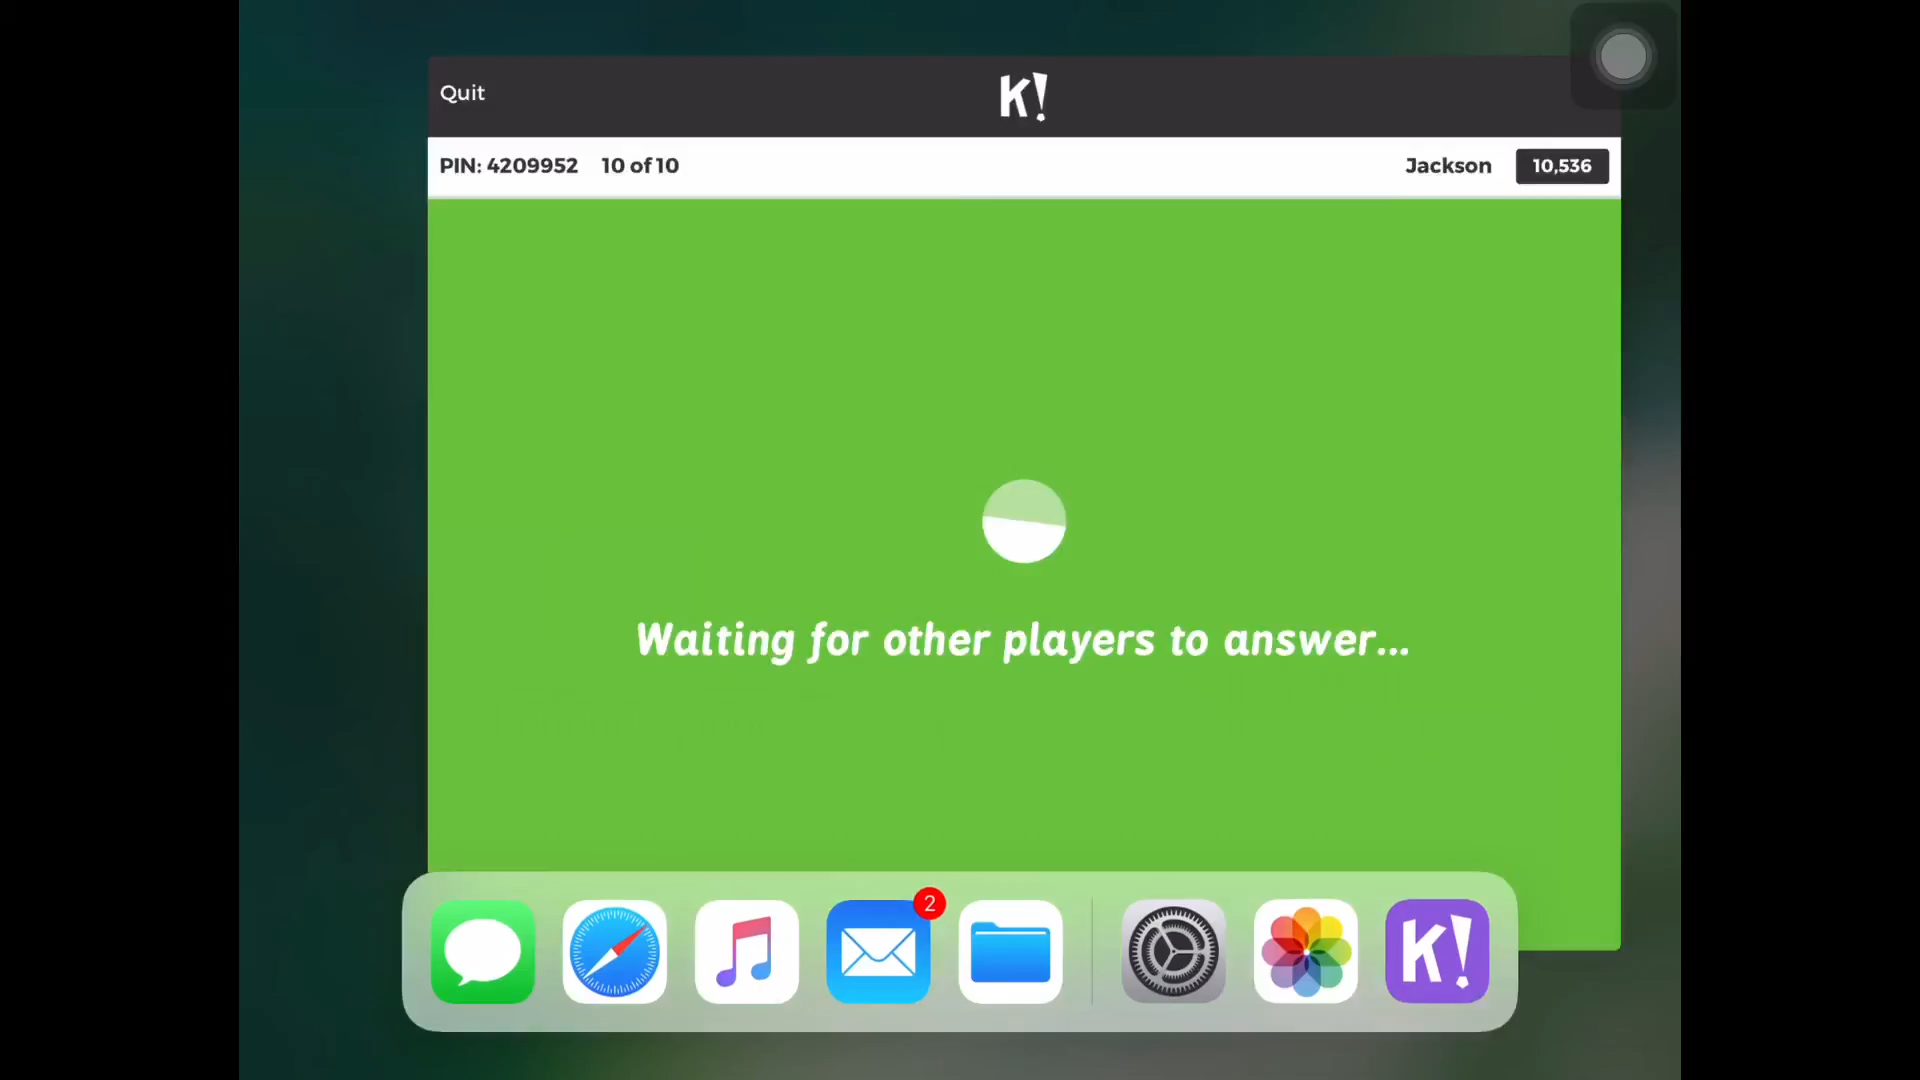 Quit
K!
PIN: 4209952 10 of 10 Jackson 10,536
Waiting for other players to answer...
2
K!